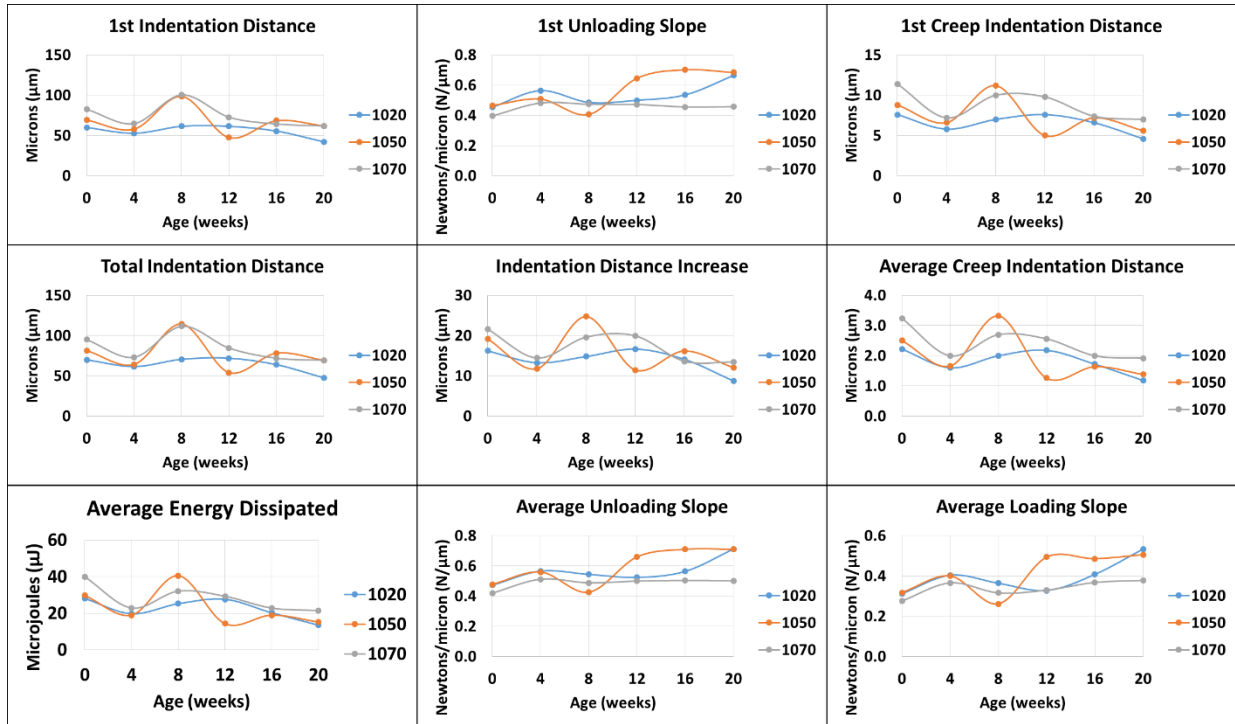 1st Indentation Distance
Microns (µm)
150
100
50
0
0 4 8 12 16 20
Age (weeks)
1020
1050
1070
1st Unloading Slope
Newtons/micron (N/µm)
0.8
0.6
0.4
0.2
0.0
0 4 8 12 16 20
Age (weeks)
1020
1050
1070
1st Creep Indentation Distance
Microns (µm)
15
10
5
0
0 4 8 12 16 20
Age (weeks)
1020
1050
1070
Total Indentation Distance
Microns (µm)
150
100
50
0
0 4 8 12 16 20
Age (weeks)
1020
1050
1070
Indentation Distance Increase
Microns (µm)
30
20
10
0
0 4 8 12 16 20
Age (weeks)
1020
1050
1070
Average Creep Indentation Distance
Microns (µm)
4.0
3.0
2.0
1.0
0.0
0 4 8 12 16 20
Age (weeks)
1020
1050
1070
Average Energy Dissipated
Microjoules (µJ)
60
40
20
0
0 4 8 12 16 20
Age (weeks)
1020
1050
1070
Average Unloading Slope
Newtons/micron (N/µm)
0.8
0.6
0.4
0.2
0.0
0 4 8 12 16 20
Age (weeks)
1020
1050
1070
Average Loading Slope
Newtons/micron (N/µm)
0.6
0.4
0.2
0.0
0 4 8 12 16 20
Age (weeks)
1020
1050
1070